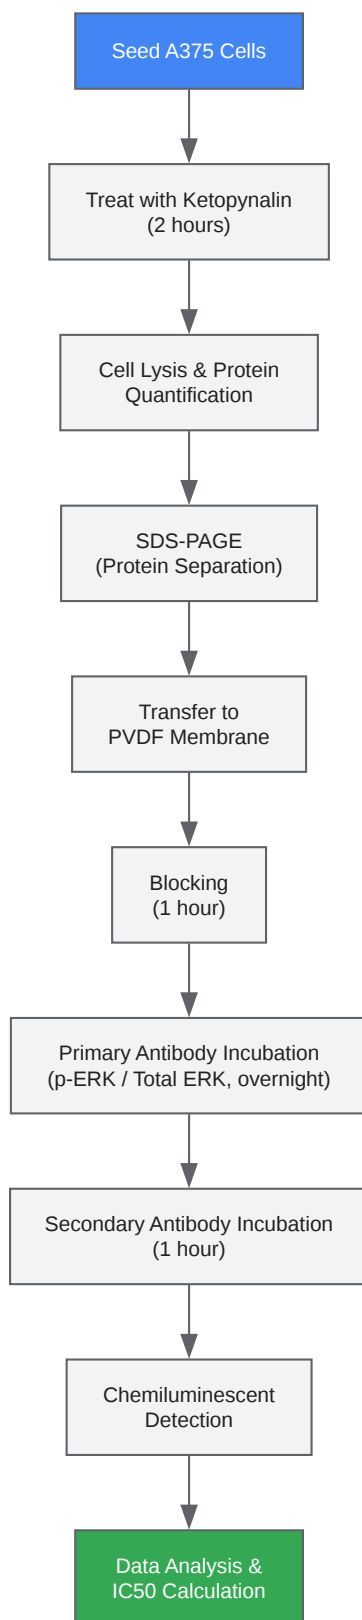 Seed A375 Cells
Treat with Ketopynalin
(2 hours)
Cell Lysis & Protein
Quantification
SDS-PAGE
(Protein Separation)
Transfer to
PVDF Membrane
Blocking
(1 hour)
Primary Antibody Incubation
(p-ERK / Total ERK, overnight)
Secondary Antibody Incubation
(1 hour)
Chemiluminescent
Detection
Data Analysis &
IC50 Calculation